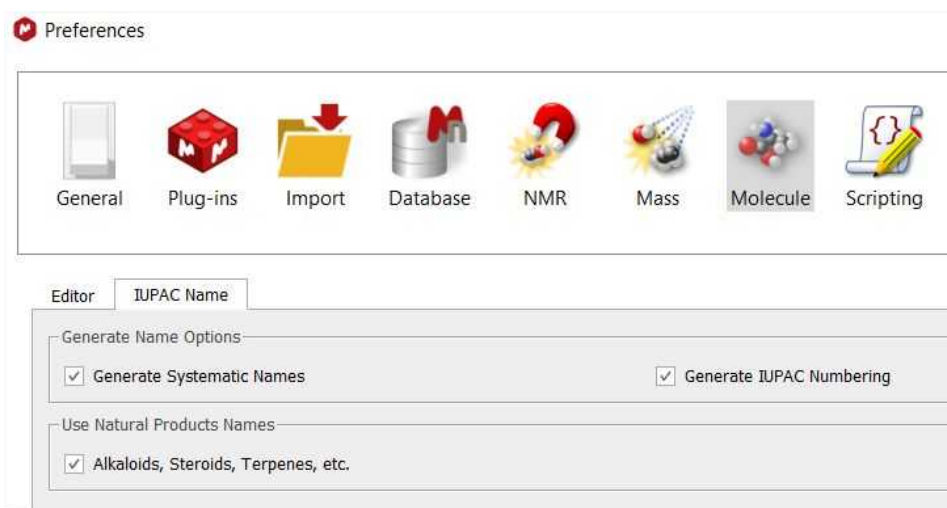 Preferences
General Plug-ins Import Database NMR Mass Molecule Scripting
Editor IUPAC Name
Generate Name Options
Generate Systematic Names Generate IUPAC Numbering
Use Natural Products Names
Alkaloids, Steroids, Terpenes, etc.